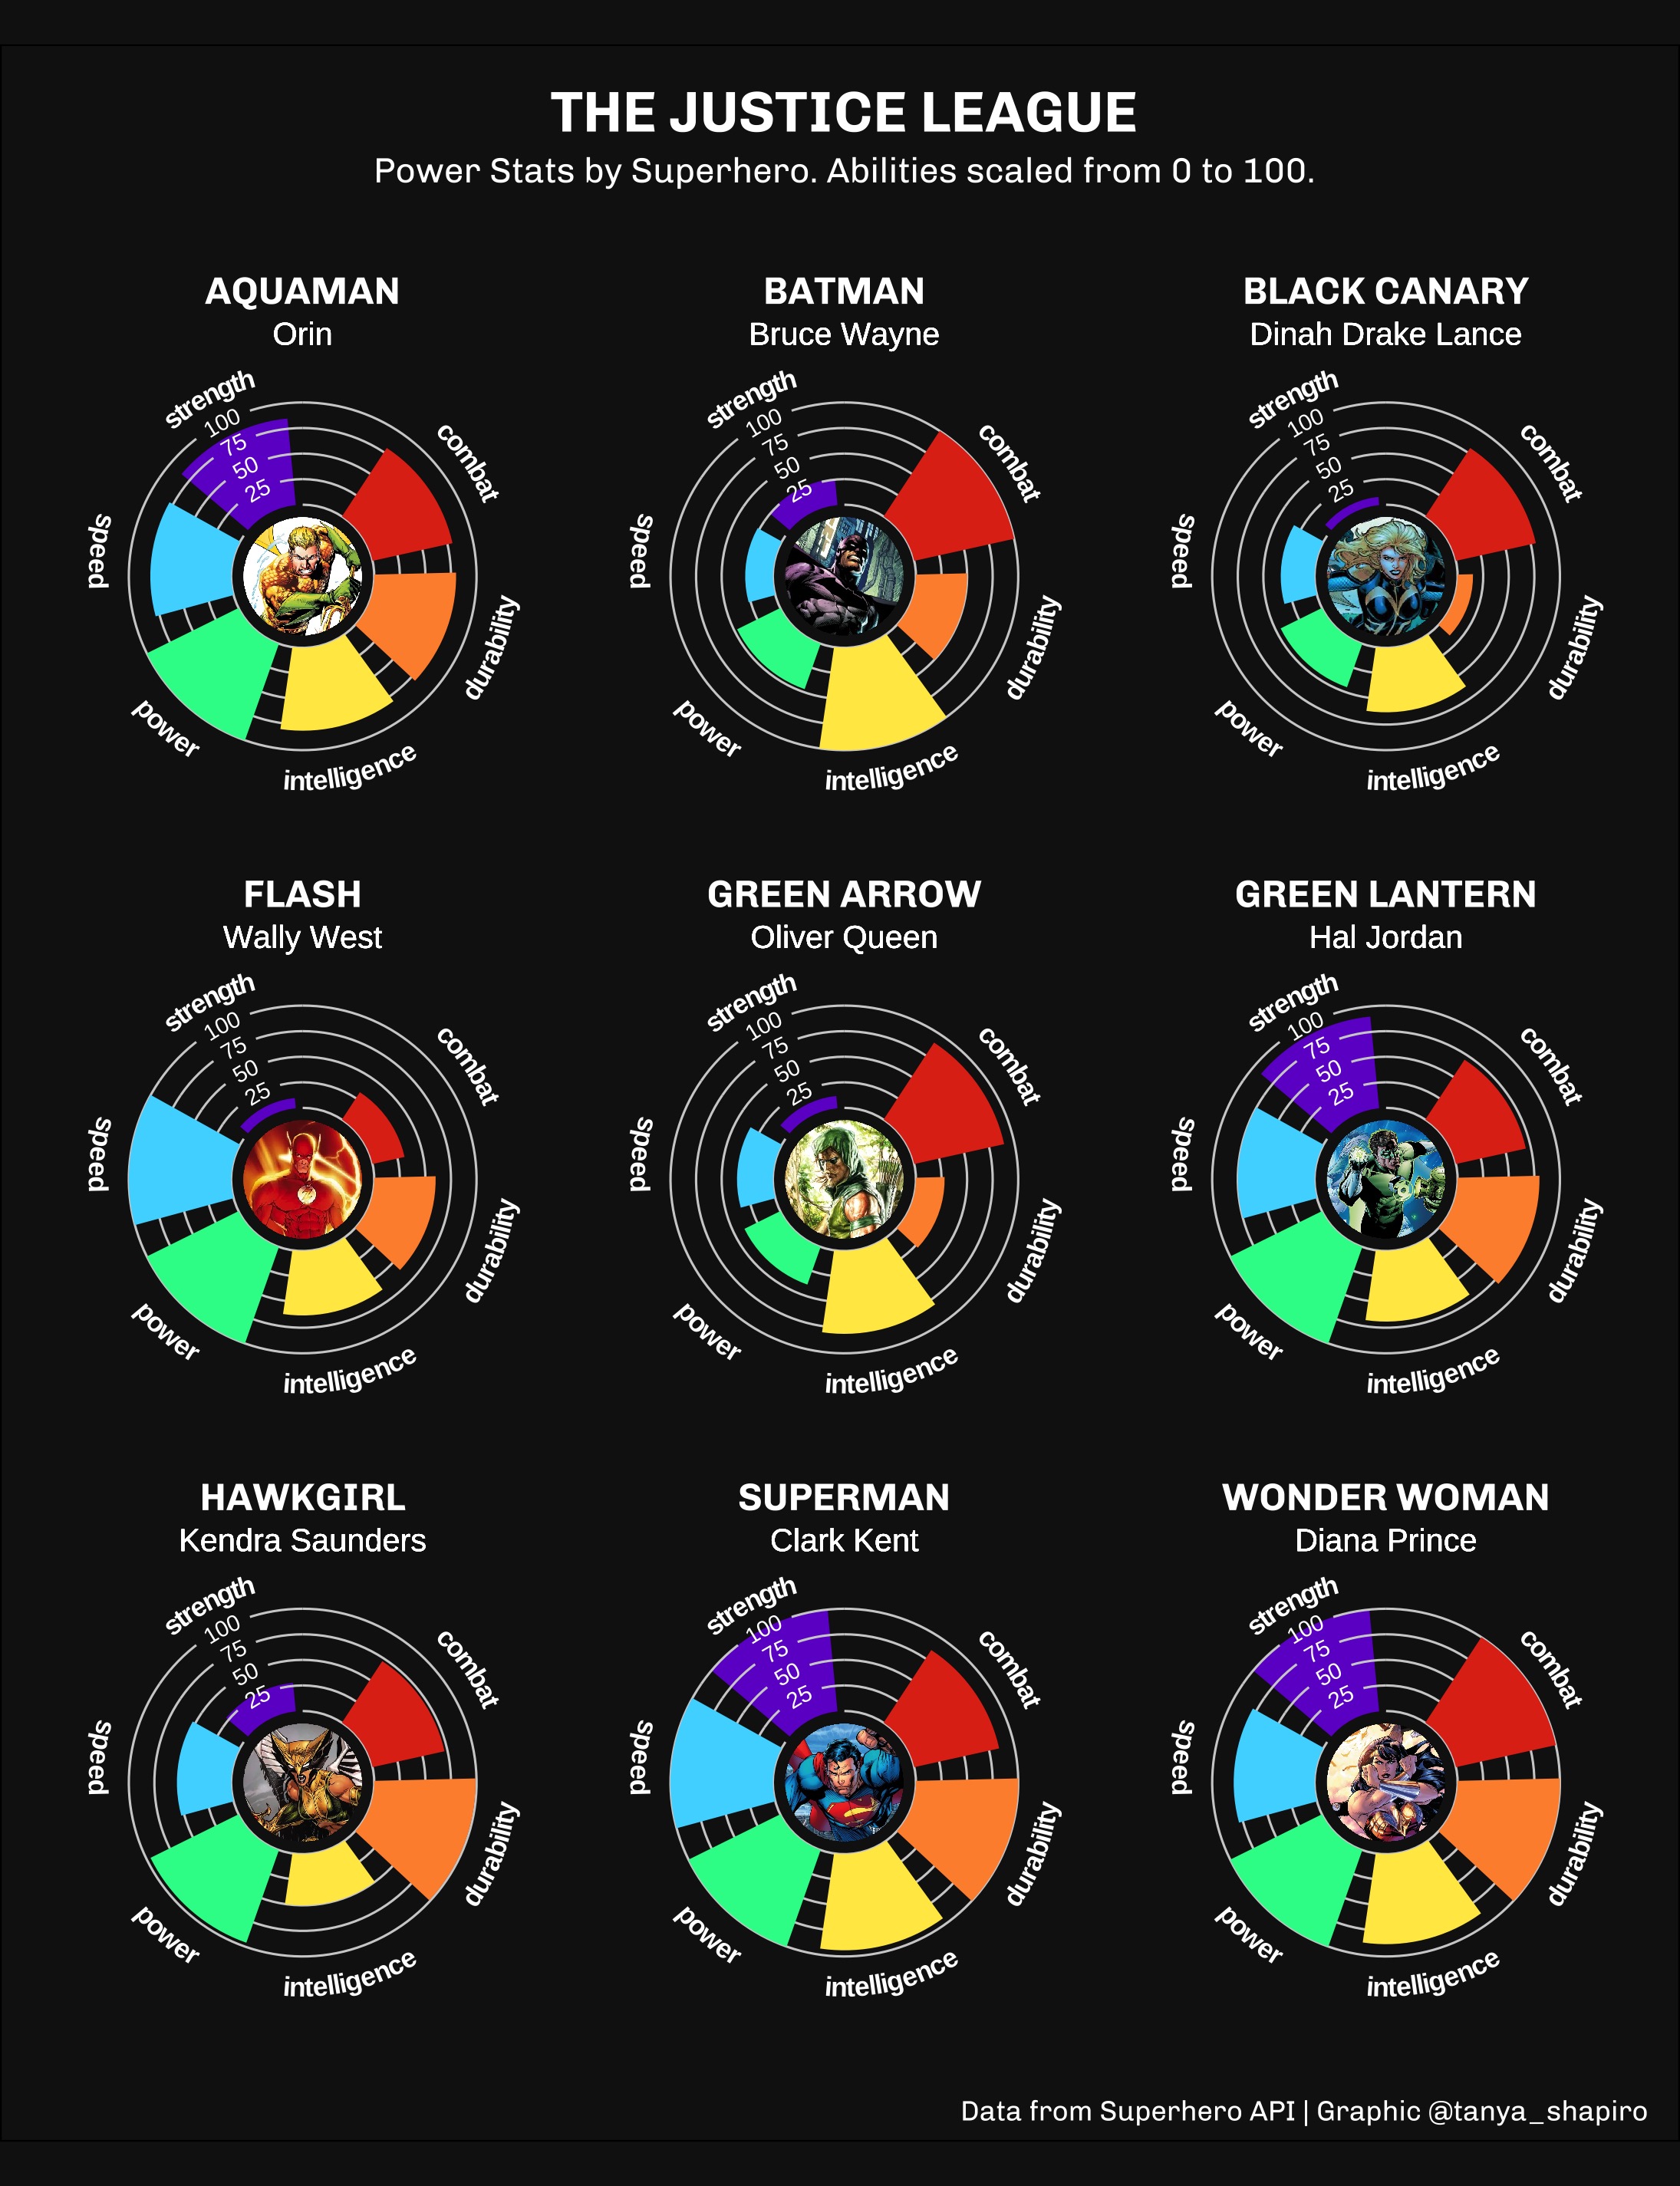 THE JUSTICE LEAGUE
Power Stats by Superhero. Abilities scaled from 0 to 100.
AQUAMAN
Orin
strength
100
75
50
25
combat
speed
durability
power
intelligence
BATMAN
Bruce Wayne
strength
100
75
50
25
combat
speed
durability
power
intelligence
BLACK CANARY
Dinah Drake Lance
strength
100
75
50
25
combat
speed
durability
power
intelligence
FLASH
Wally West
strength
100
75
50
25
combat
speed
durability
power
intelligence
GREEN ARROW
Oliver Queen
strength
100
75
50
25
combat
speed
durability
power
intelligence
GREEN LANTERN
Hal Jordan
strength
100
75
50
25
combat
speed
durability
power
intelligence
HAWKGIRL
Kendra Saunders
strength
100
75
50
25
combat
speed
durability
power
intelligence
SUPERMAN
Clark Kent
strength
100
75
50
25
combat
speed
durability
power
intelligence
WONDER WOMAN
Diana Prince
strength
100
75
50
25
combat
speed
durability
power
intelligence
Data from Superhero API | Graphic @tanya_shapiro